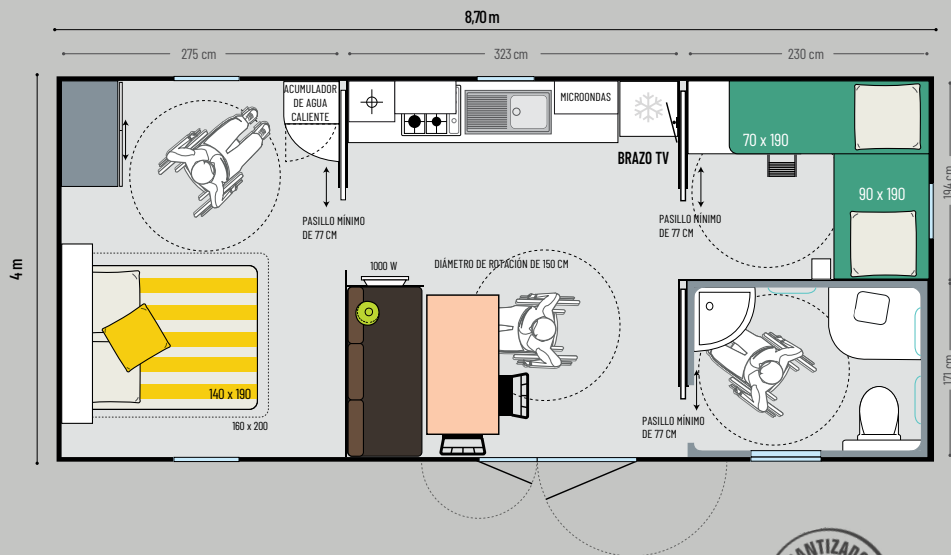 8,70 m
275 cm
323 cm
230 cm
4 m
ACUMULADOR
DE AGUA
CALIENTE
MICROONDAS
BRAZO TV
70 x 190
90 x 190
194 cm
PASILLO MÍNIMO
DE 77 CM
PASILLO MÍNIMO
DE 77 CM
1000 W
DIÁMETRO DE ROTACIÓN DE 150 CM
140 x 190
160 x 200
PASILLO MÍNIMO
DE 77 CM
171 cm